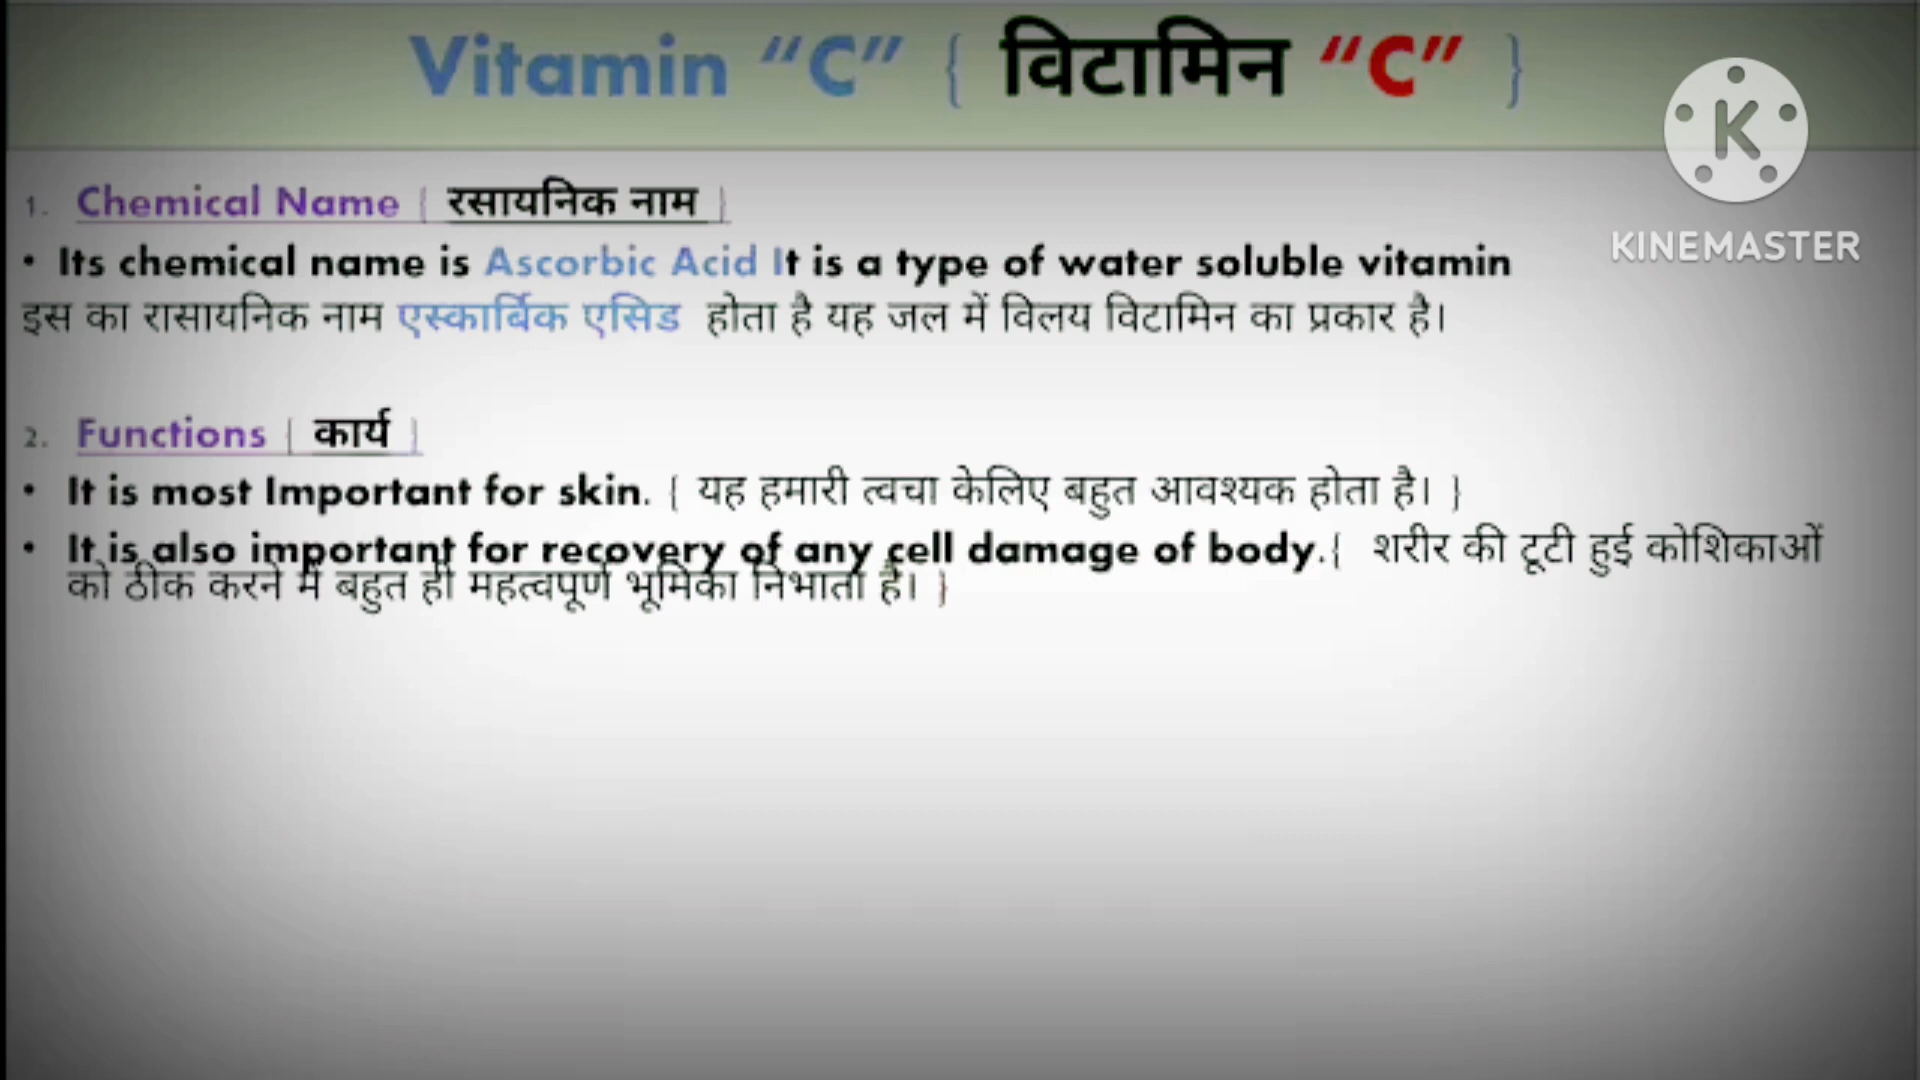 Vitamin “C” { विटामिन “C” }
K
KINEMASTER
1. Chemical Name { रसायनिक नाम }
• Its chemical name is Ascorbic Acid It is a type of water soluble vitamin
इस का रासायनिक नाम एस्कार्बिक एसिड होता है यह जल में विलय विटामिन का प्रकार है।
2. Functions { कार्य }
• It is most Important for skin. { यह हमारी त्वचा केलिए बहुत आवश्यक होता है। }
• It is also important for recovery of any cell damage of body.{ शरीर की टूटी हुई कोशिकाओं
को ठीक करने में बहुत ही महत्वपूर्ण भूमिका निभाता है। }